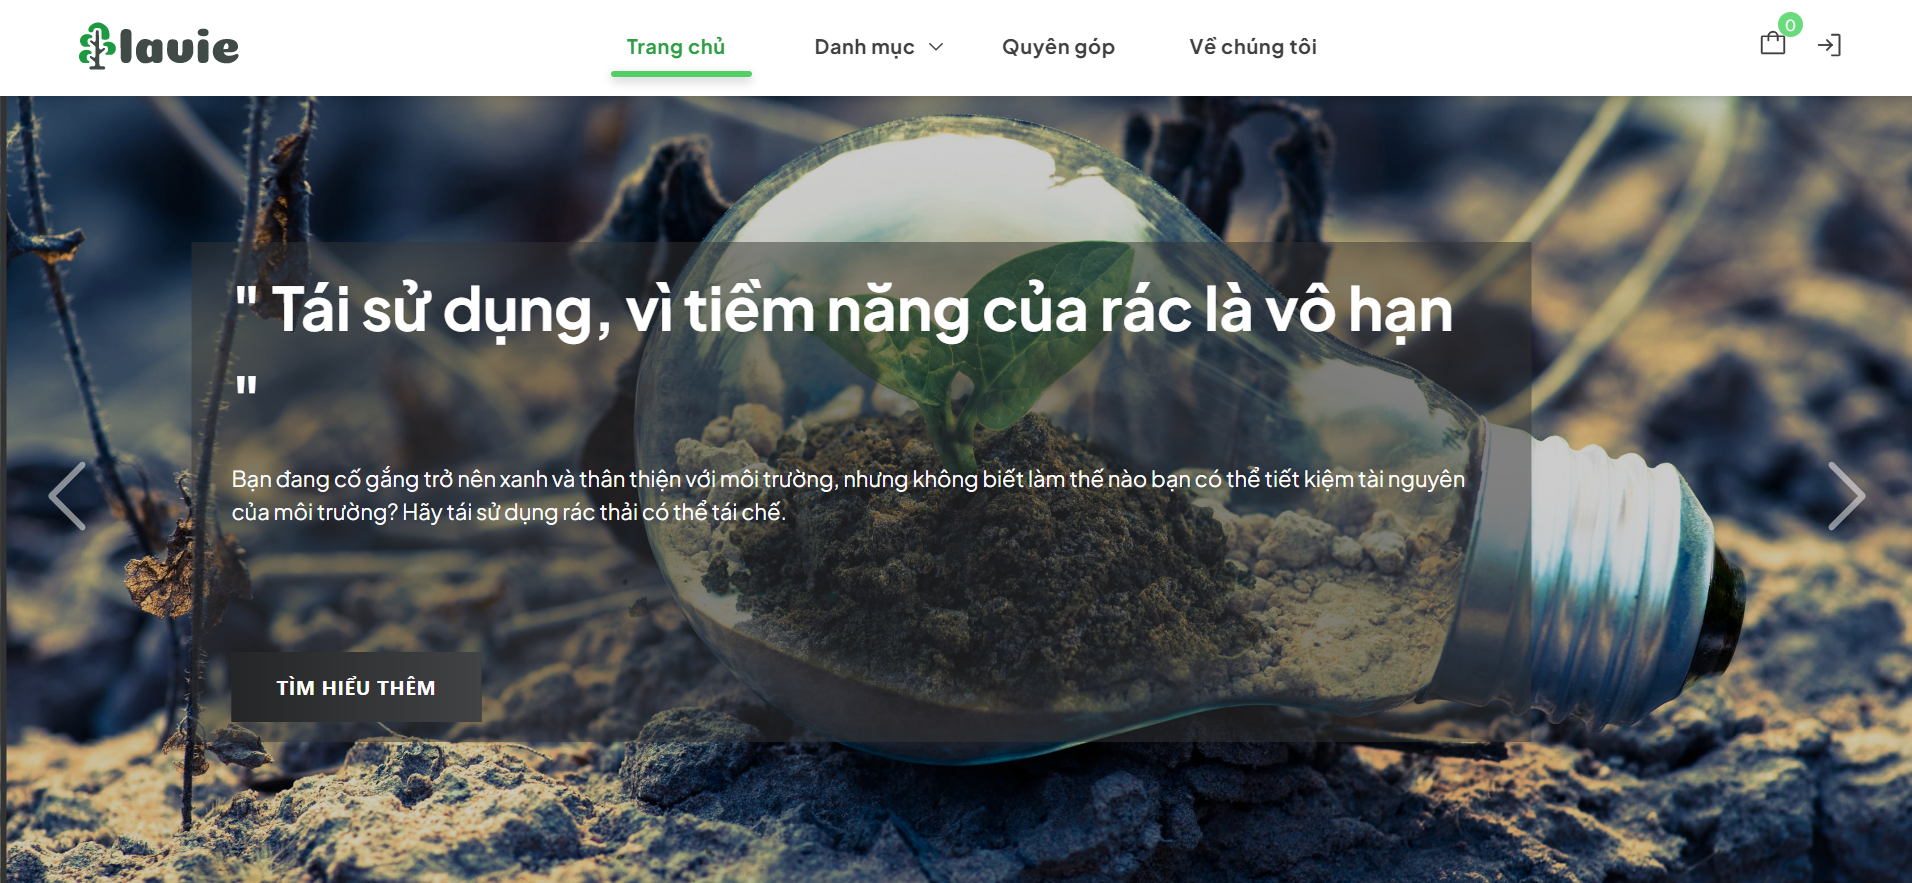 lavie
Trang chủ
Danh mục
Quyên góp
Về chúng tôi
0
" Tái sử dụng, vì tiềm năng của rác là vô hạn
"
Bạn đang cố gắng trở nên xanh và thân thiện với môi trường, nhưng không biết làm thế nào bạn có thể tiết kiệm tài nguyên
của môi trường? Hãy tái sử dụng rác thải có thể tái chế.
TÌM HIỂU THÊM